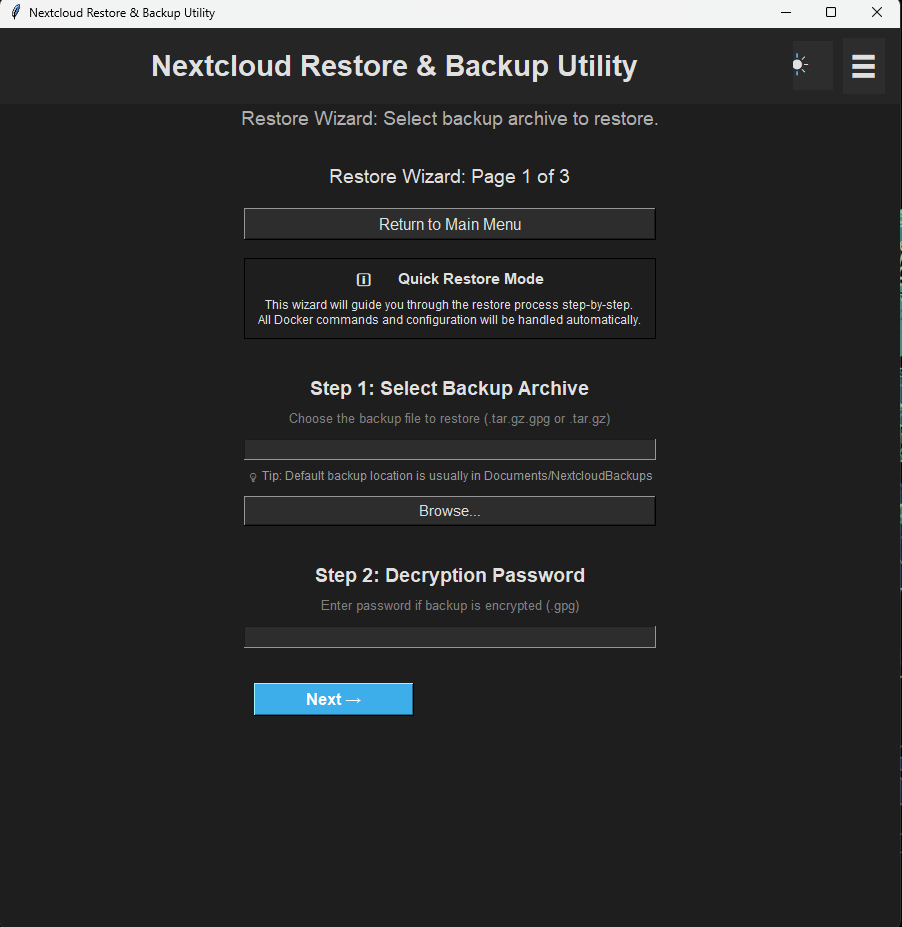 Nextcloud Restore & Backup Utility
Nextcloud Restore & Backup Utility
Restore Wizard: Select backup archive to restore.
Restore Wizard: Page 1 of 3
Return to Main Menu
Quick Restore Mode
This wizard will guide you through the restore process step-by-step.
All Docker commands and configuration will be handled automatically.
Step 1: Select Backup Archive
Choose the backup file to restore (.tar.gz.gpg or .tar.gz)
Tip: Default backup location is usually in Documents/NextcloudBackups
Browse...
Step 2: Decryption Password
Enter password if backup is encrypted (.gpg)
Next →